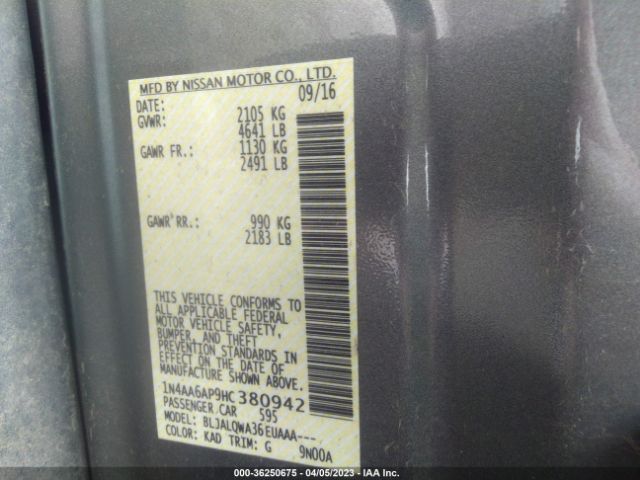 MFD BY NISSAN MOTOR CO., LTD.
DATE: 09/16
GVWR: 2105 KG
4641 LB
GAWR FR.: 1130 KG
2491 LB
GAWR RR.: 990 KG
2183 LB
THIS VEHICLE CONFORMS TO
ALL APPLICABLE FEDERAL
MOTOR VEHICLE SAFETY,
BUMPER, AND THEFT
PREVENTION STANDARDS IN
EFFECT ON THE DATE OF
MANUFACTURE SHOWN ABOVE.
1N4AA6AP9HC380942
PASSENGER CAR 595
MODEL: BLJALQWA36EUAAA---
COLOR: KAD TRIM: G 9N00A
000-36250675 - 04/05/2023 - IAA Inc.